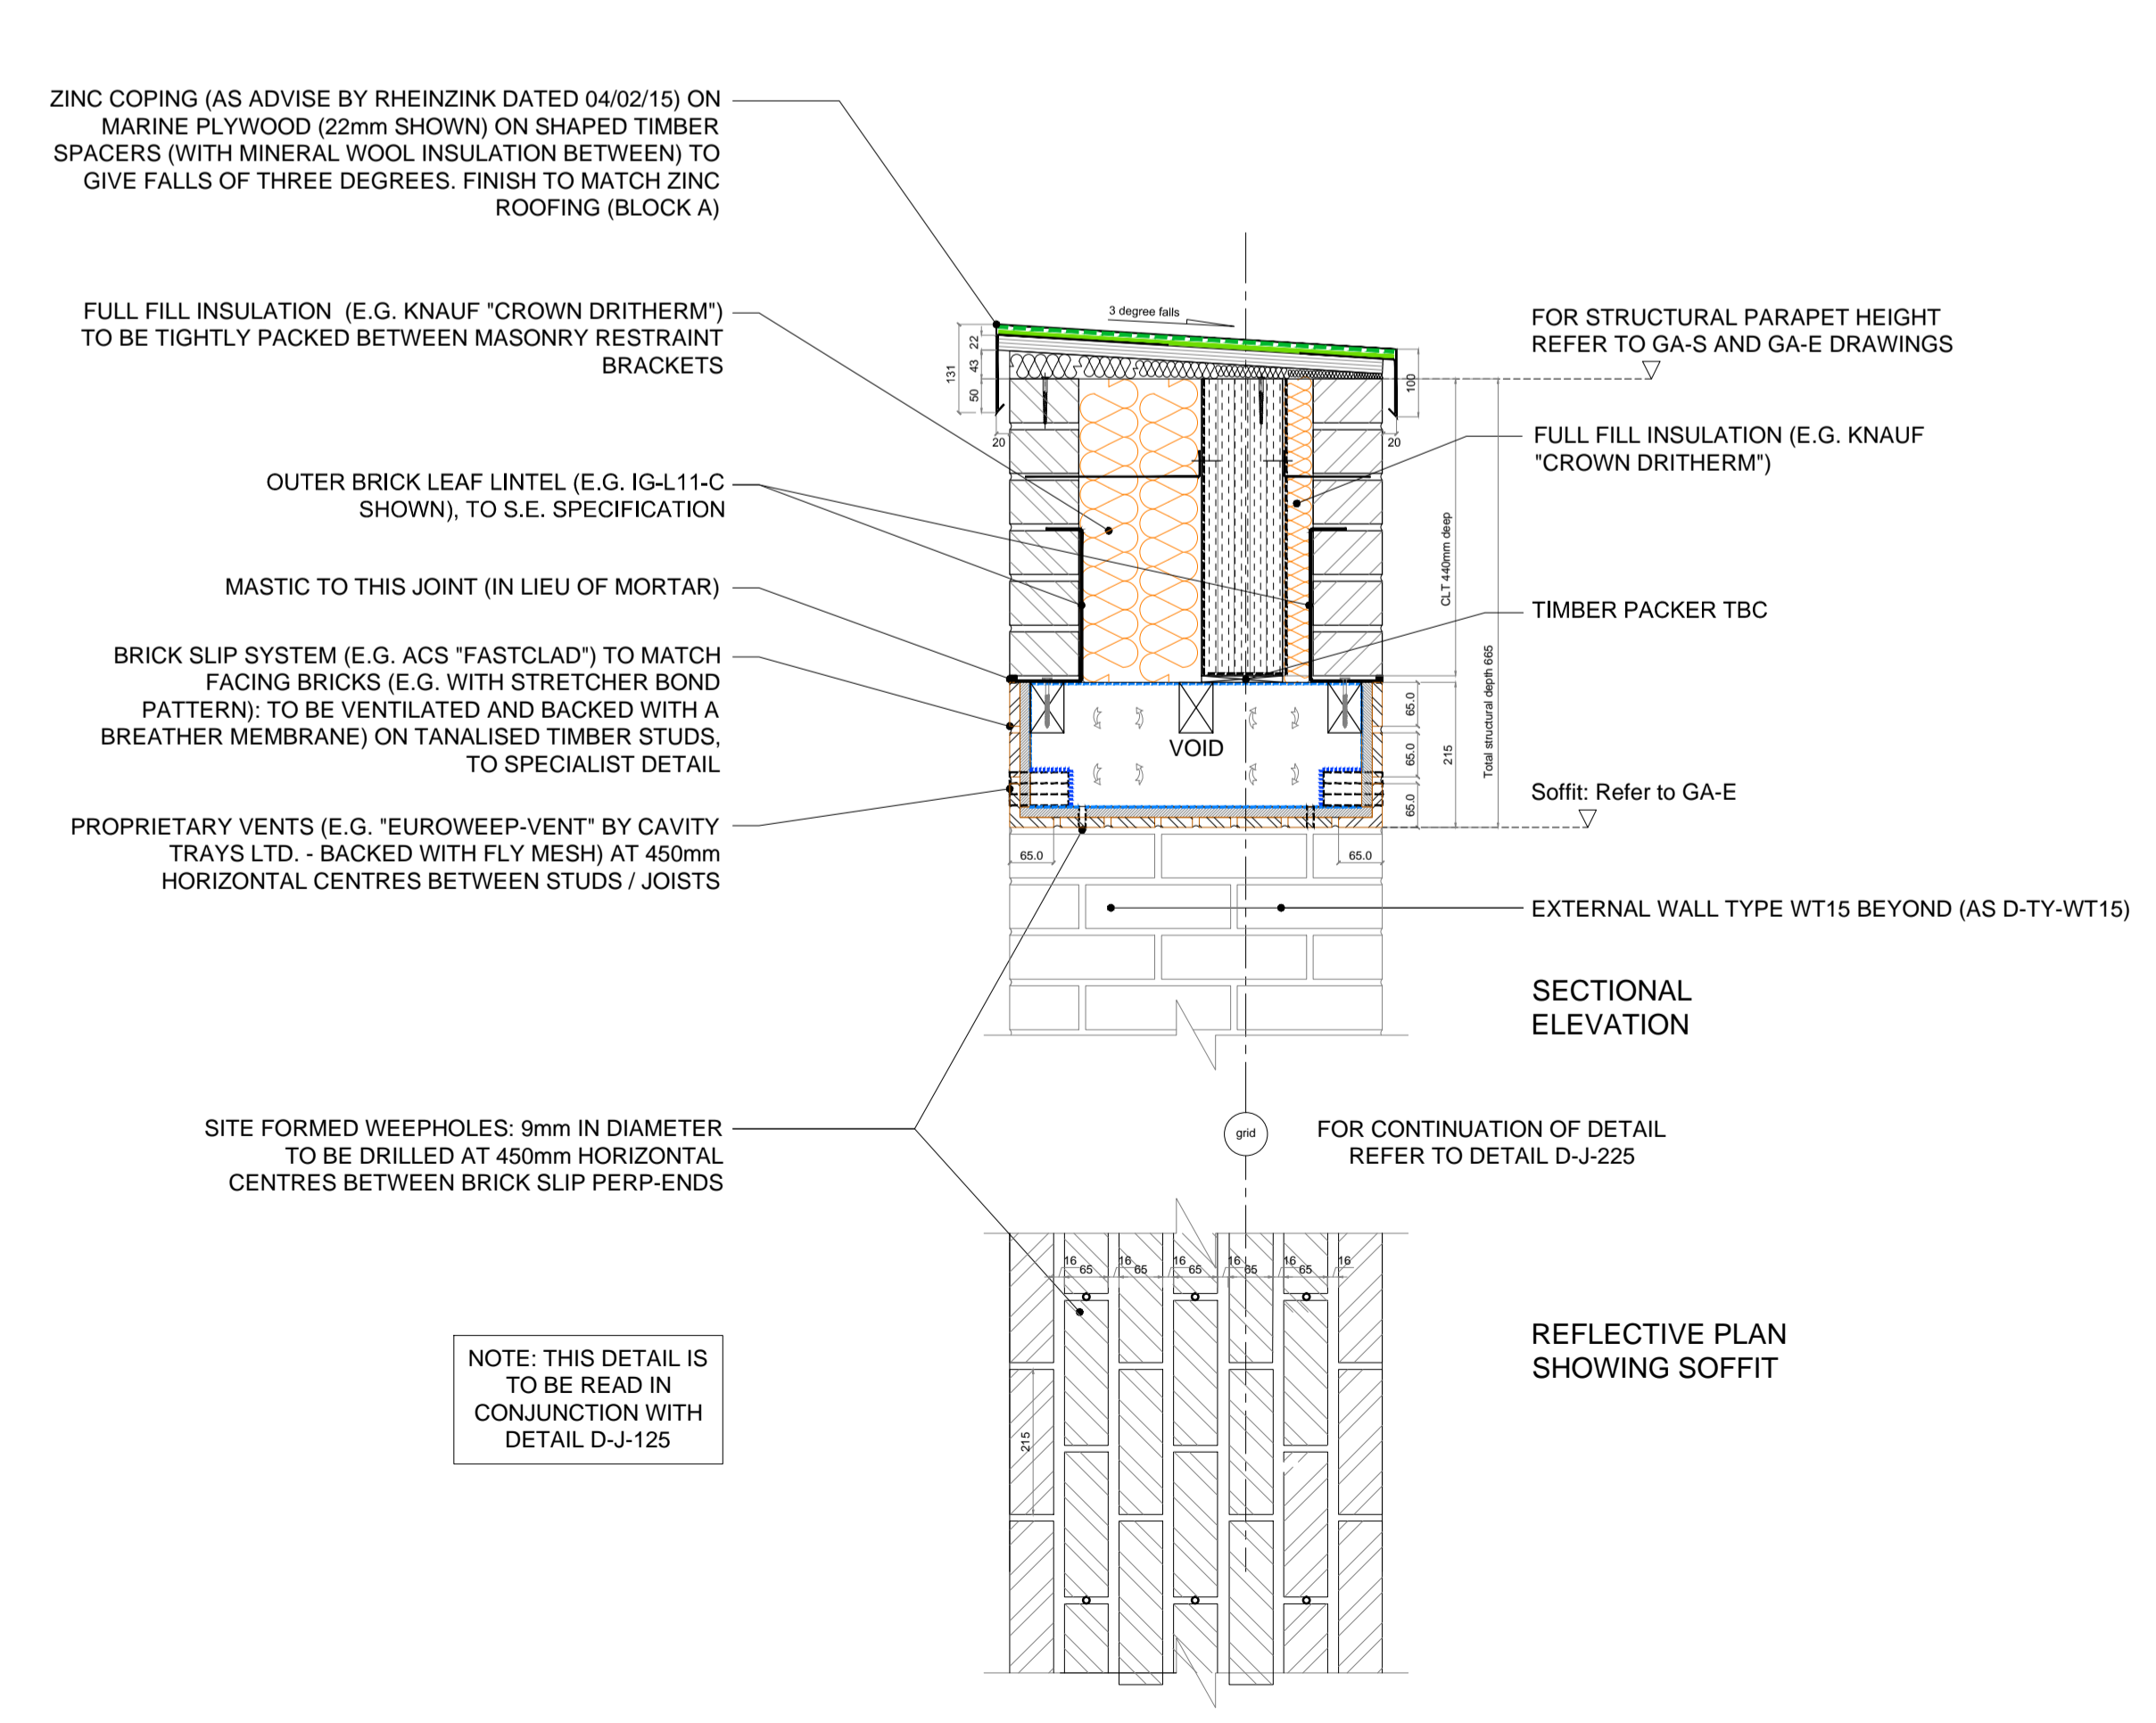 ZINC COPING (AS ADVISE BY RHEINZINK DATED 04/02/15) ON
MARINE PLYWOOD (22mm SHOWN) ON SHAPED TIMBER
SPACERS (WITH MINERAL WOOL INSULATION BETWEEN) TO
GIVE FALLS OF THREE DEGREES. FINISH TO MATCH ZINC
ROOFING (BLOCK A)
FULL FILL INSULATION (E.G. KNAUF "CROWN DRITHERM")
TO BE TIGHTLY PACKED BETWEEN MASONRY RESTRAINT
BRACKETS
OUTER BRICK LEAF LINTEL (E.G. IG-L11-C
SHOWN), TO S.E. SPECIFICATION
MASTIC TO THIS JOINT (IN LIEU OF MORTAR)
BRICK SLIP SYSTEM (E.G. ACS "FASTCLAD") TO MATCH
FACING BRICKS (E.G. WITH STRETCHER BOND
PATTERN): TO BE VENTILATED AND BACKED WITH A
BREATHER MEMBRANE) ON TANALISED TIMBER STUDS,
TO SPECIALIST DETAIL
PROPRIETARY VENTS (E.G. "EUROWEEP-VENT" BY CAVITY
TRAYS LTD. - BACKED WITH FLY MESH) AT 450mm
HORIZONTAL CENTRES BETWEEN STUDS / JOISTS
SITE FORMED WEEPHOLES: 9mm IN DIAMETER
TO BE DRILLED AT 450mm HORIZONTAL
CENTRES BETWEEN BRICK SLIP PERP-ENDS
NOTE: THIS DETAIL IS
TO BE READ IN
CONJUNCTION WITH
DETAIL D-J-125
3 degree falls
131
22
43
50
20
100
20
CLT 440mm deep
Total structural depth 665
215
65.0
65.0
65.0
VOID
65.0
65.0
FOR STRUCTURAL PARAPET HEIGHT
REFER TO GA-S AND GA-E DRAWINGS
FULL FILL INSULATION (E.G. KNAUF
"CROWN DRITHERM")
TIMBER PACKER TBC
Soffit: Refer to GA-E
EXTERNAL WALL TYPE WT15 BEYOND (AS D-TY-WT15)
SECTIONAL
ELEVATION
grid
FOR CONTINUATION OF DETAIL
REFER TO DETAIL D-J-225
16 65 16 65 16 65 16 65 16 65 16
215
REFLECTIVE PLAN
SHOWING SOFFIT